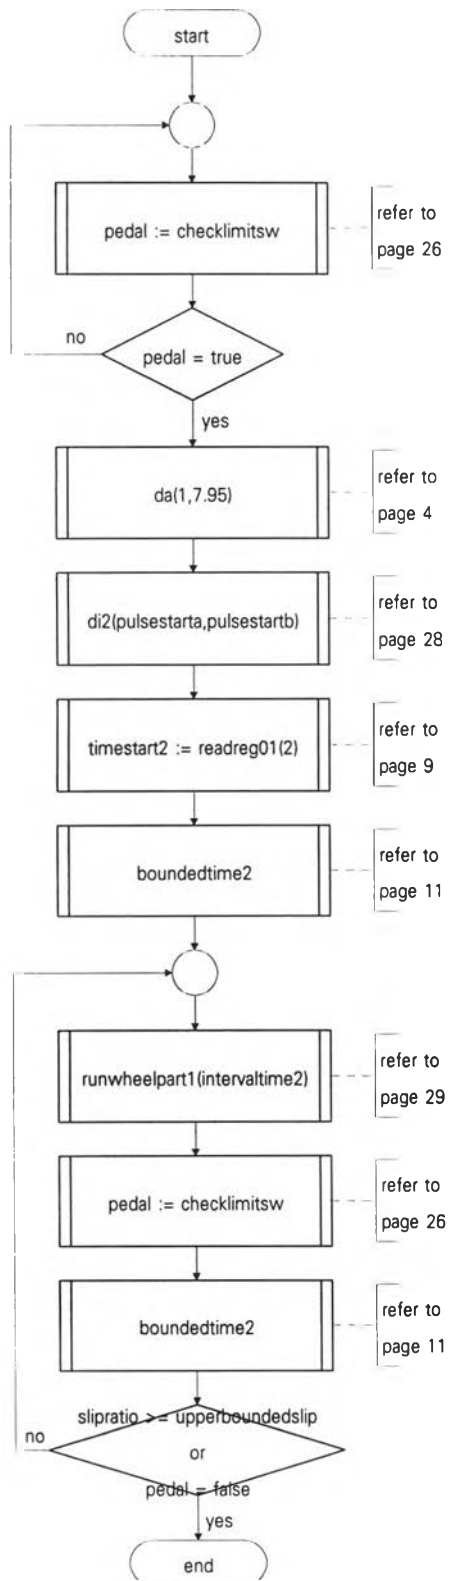 start
pedal := checklimitsw
refer to
page 26
no
pedal = true
yes
da(1,7.95)
refer to
page 4
di2(pulsestarta,pulsestartb)
refer to
page 28
timestart2 := readreg01(2)
refer to
page 9
boundedtime2
refer to
page 11
runwheelpart1(intervaltime2)
refer to
page 29
pedal := checklimitsw
refer to
page 26
boundedtime2
refer to
page 11
slipratio >= upperboundedslip
no
or
pedal = false
yes
end